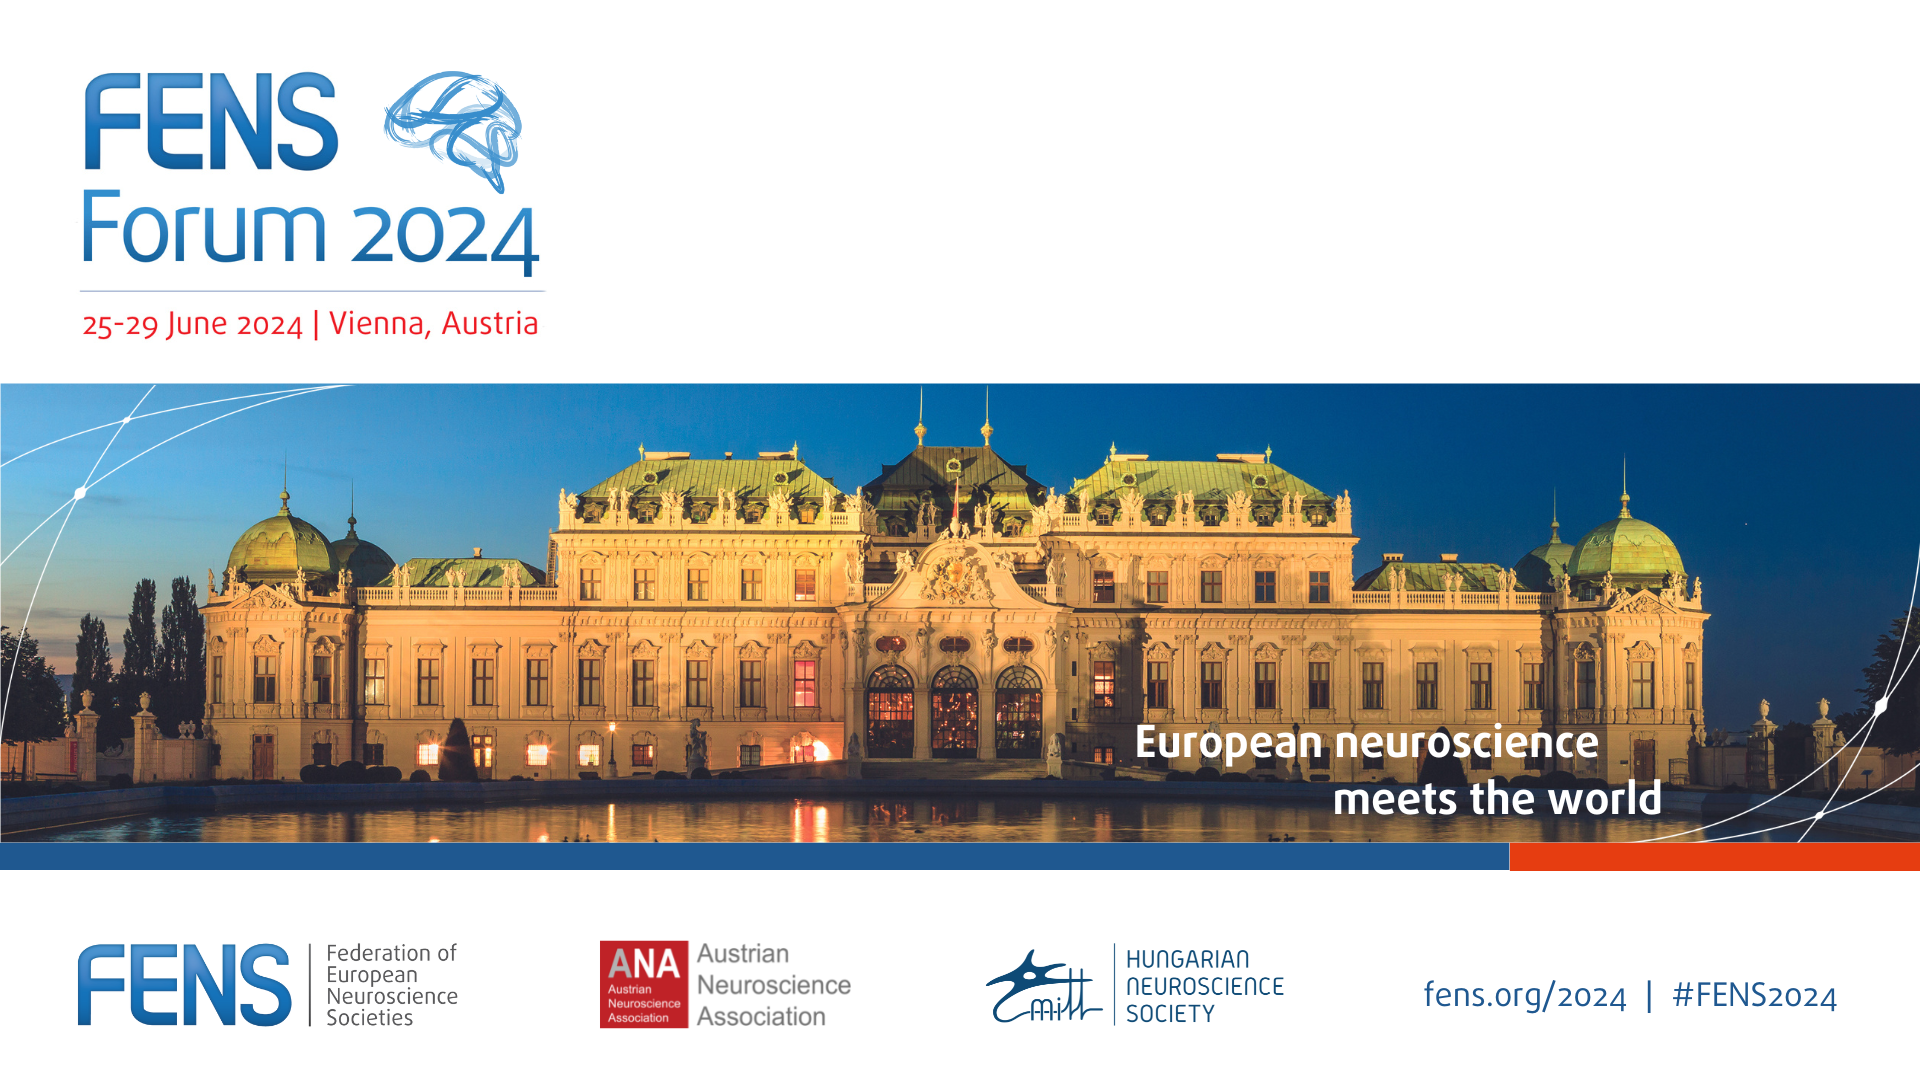 FENS
Forum 2024
25-29 June 2024 | Vienna, Austria
European neuroscience
meets the world
FENS
Federation of
European
Neuroscience
Societies
ANA
Austrian
Neuroscience
Association
Austrian
Neuroscience
Association
mitt
HUNGARIAN
NEUROSCIENCE
SOCIETY
fens.org/2024 | #FENS2024